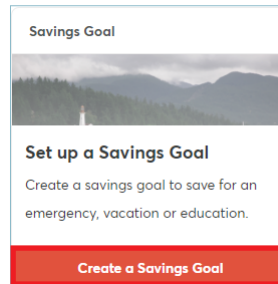 Savings Goal
Set up a Savings Goal
Create a savings goal to save for an
emergency, vacation or education.
Create a Savings Goal